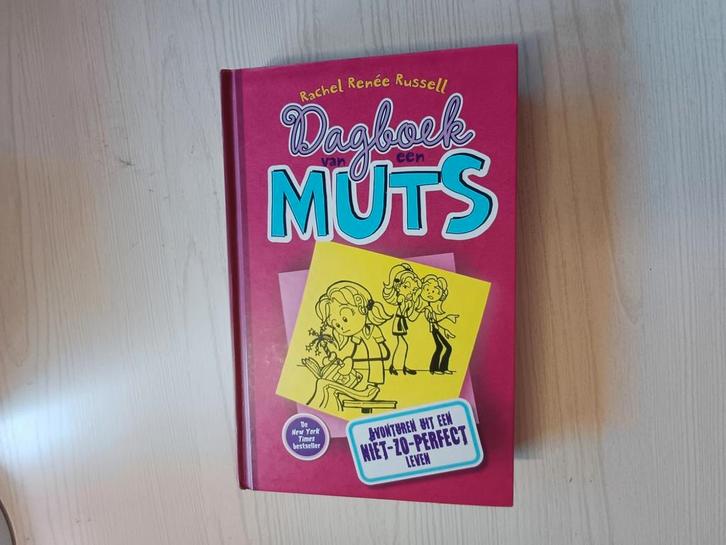 Rachel Renée Russell
Dagboek
van een
MUTS
De
New York
Times
bestseller
AVONTUREN UIT EEN
NIET-ZO-PERFECT
LEVEN